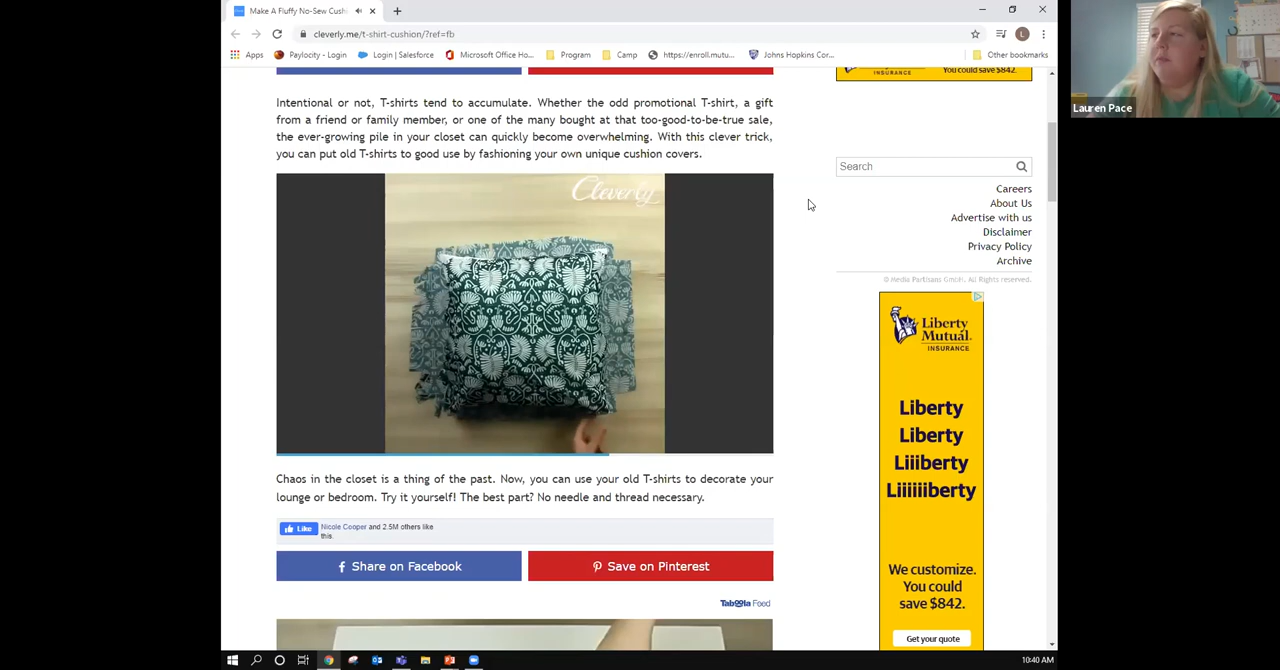 Make A Fluffy No-Sew Cush
cleverly.me/t-shirt-cushion/?ref=fb
L
Apps
Paylocity - Login
Login | Salesforce
Microsoft Office Ho...
Program
Camp
https://enroll.mutu...
Johns Hopkins Cor...
Other bookmarks
Lauren Pace
INSURANCE
You could save $842.
Intentional or not, T-shirts tend to accumulate. Whether the odd promotional T-shirt, a gift
from a friend or family member, or one of the many bought at that too-good-to-be-true sale,
the ever-growing pile in your closet can quickly become overwhelming. With this clever trick,
you can put old T-shirts to good use by fashioning your own unique cushion covers.
Search
Careers
About Us
Advertise with us
Disclaimer
Privacy Policy
Archive
© Media Partisans GmbH. All Rights reserved.
Cleverly
Liberty
Mutual
INSURANCE
Liberty
Liberty
Liiiberty
Liiiiiiberty
We customize.
You could
save $842.
Get your quote
Chaos in the closet is a thing of the past. Now, you can use your old T-shirts to decorate your
lounge or bedroom. Try it yourself! The best part? No needle and thread necessary.
Like
Nicole Cooper and 2.5M others like
this.
Share on Facebook
Save on Pinterest
Taboola Feed
10:40 AM